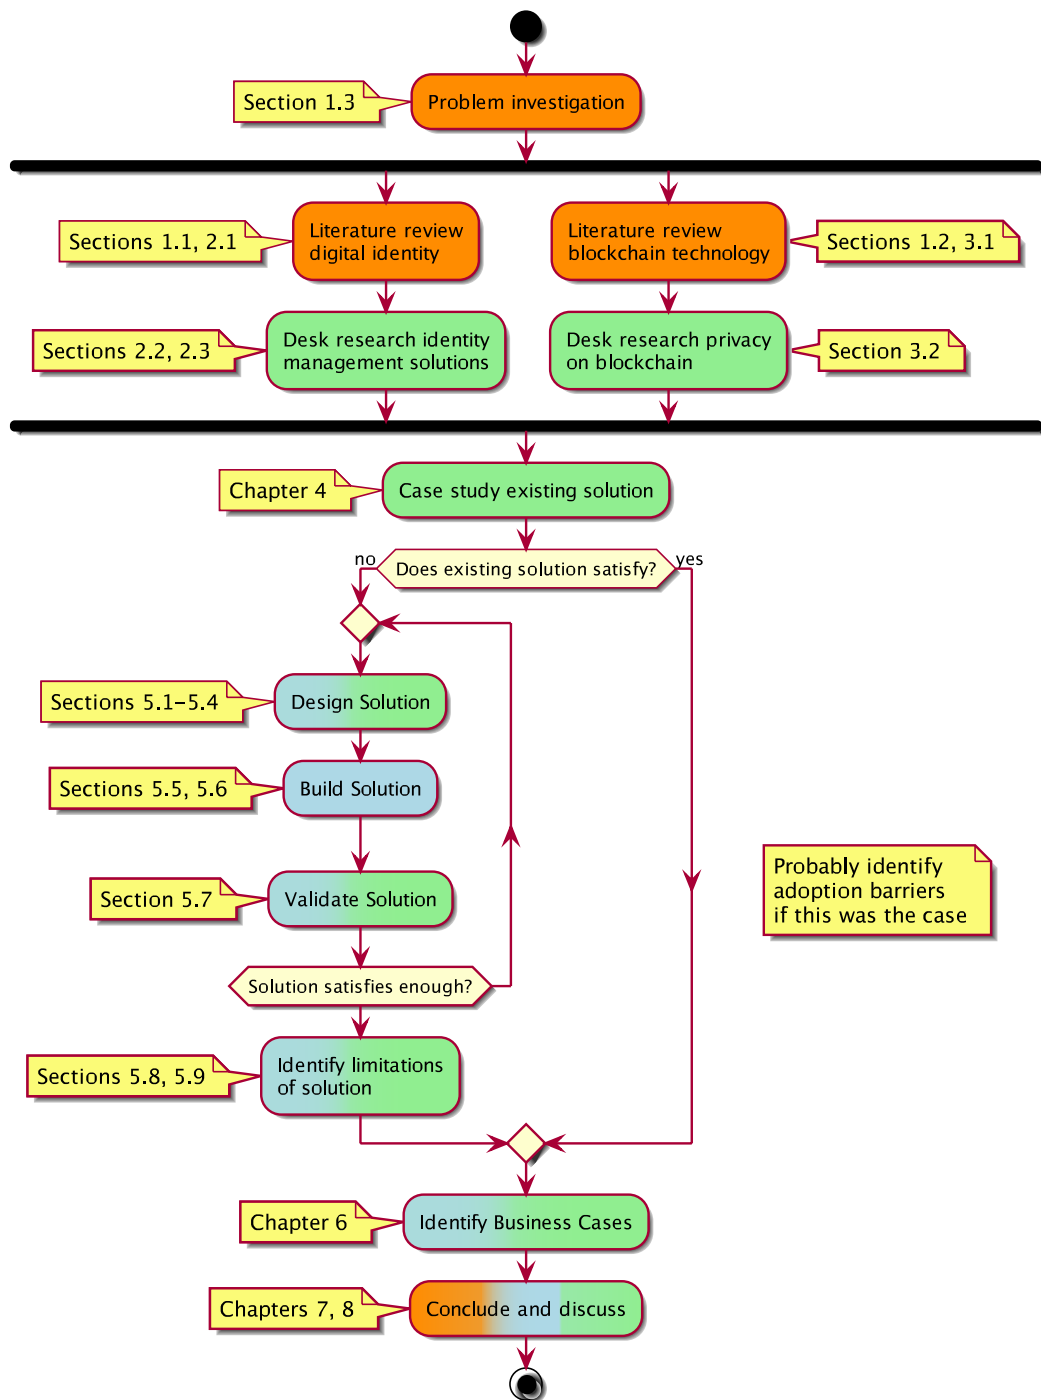 Section 1.3
Problem investigation
Sections 1.1, 2.1
Literature review
digital identity
Literature review
blockchain technology
Sections 1.2, 3.1
Sections 2.2, 2.3
Desk research identity
management solutions
Desk research privacy
on blockchain
Section 3.2
Chapter 4
Case study existing solution
no
Does existing solution satisfy?
yes
Sections 5.1–5.4
Design Solution
Sections 5.5, 5.6
Build Solution
Probably identify
adoption barriers
if this was the case
Section 5.7
Validate Solution
Solution satisfies enough?
Sections 5.8, 5.9
Identify limitations
of solution
Chapter 6
Identify Business Cases
Chapters 7, 8
Conclude and discuss